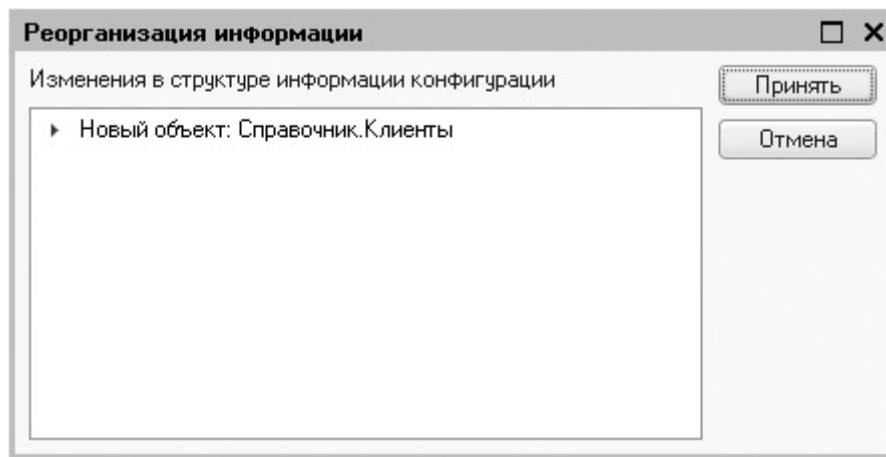 Реорганизация информации
Изменения в структуре информации конфигурации
Принять
Новый объект: Справочник.Клиенты
Отмена